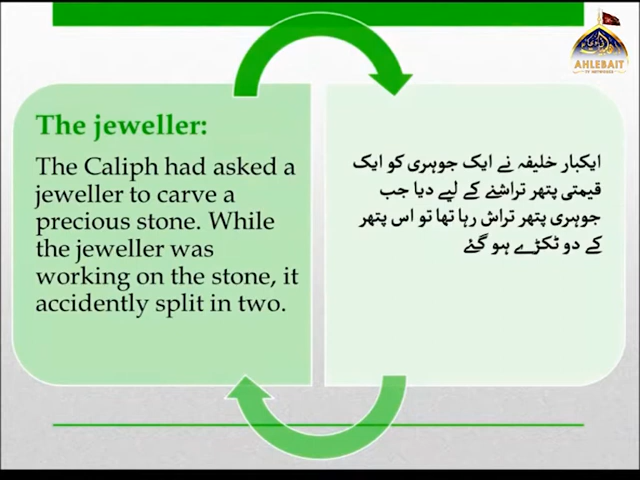 AHLEBAIT
TV NETWORKS
The jeweller:
The Caliph had asked a
jeweller to carve a
precious stone. While
the jeweller was
working on the stone, it
accidently split in two.
ایکبار خلیفہ نے ایک جوہری کو ایک
قیمتی پتھر تراشنے کے لیے دیا جب
جوہری پتھر تراش رہا تھا تو اس پتھر
کے دو ٹکڑے ہو گئے